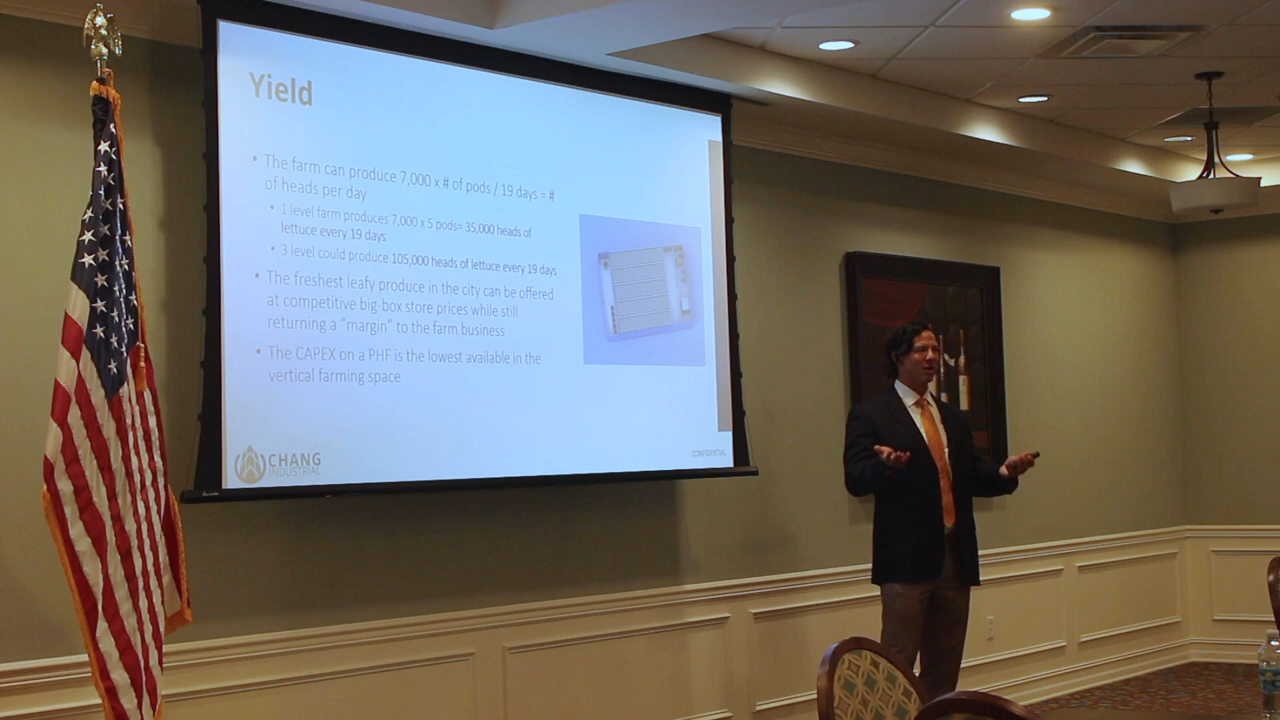 Yield
• The farm can produce 7,000 x # of pods / 19 days = #
of heads per day
• 1 level farm produces 7,000 x 5 pods= 35,000 heads of
lettuce every 19 days
• 3 level could produce 105,000 heads of lettuce every 19 days
• The freshest leafy produce in the city can be offered
at competitive big-box store prices while still
returning a "margin" to the farm business
• The CAPEX on a PHF is the lowest available in the
vertical farming space
CHANG
INDUSTRIAL
CONFIDENTIAL